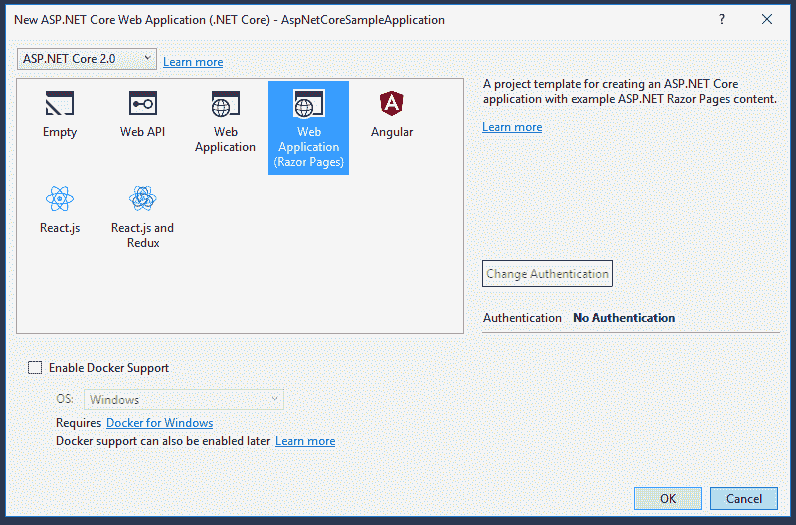 New ASP.NET Core Web Application (.NET Core) - AspNetCoreSampleApplication
?
ASP.NET Core 2.0
Learn more
Empty
Web API
Web
Application
Web
Application
(Razor Pages)
Angular
React.js
React.js and
Redux
A project template for creating an ASP.NET Core
application with example ASP.NET Razor Pages content.
Learn more
Change Authentication
Authentication No Authentication
Enable Docker Support
OS: Windows
Requires Docker for Windows
Docker support can also be enabled later Learn more
OK
Cancel